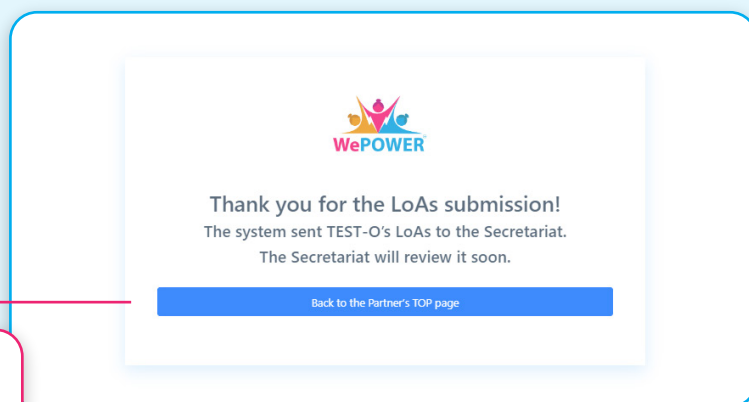 WePOWER
Thank you for the LoAs submission!
The system sent TEST-O's LoAs to the Secretariat.
The Secretariat will review it soon.
Back to the Partner's TOP page